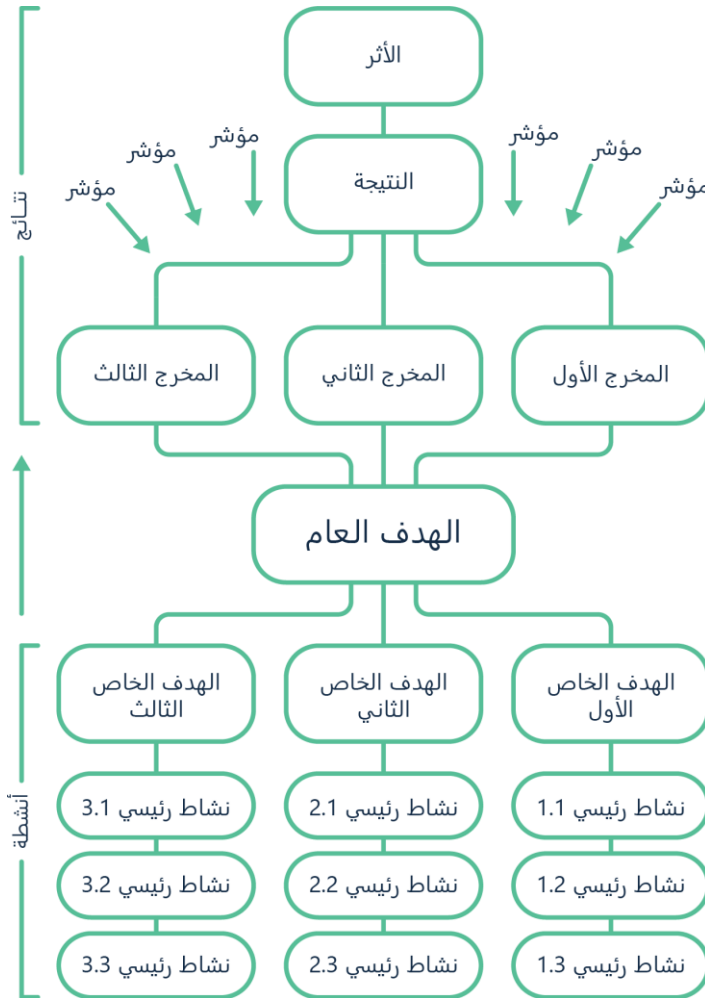 الأثر
مؤشر
مؤشر
مؤشر
النتيجة
مؤشر
مؤشر
مؤشر
نتائج
المخرج الأول
المخرج الثاني
المخرج الثالث
الهدف العام
الهدف الخاص
الأول
الهدف الخاص
الثاني
الهدف الخاص
الثالث
أنشطة
نشاط رئيسي 1.1
نشاط رئيسي 2.1
نشاط رئيسي 3.1
نشاط رئيسي 1.2
نشاط رئيسي 2.2
نشاط رئيسي 3.2
نشاط رئيسي 1.3
نشاط رئيسي 2.3
نشاط رئيسي 3.3